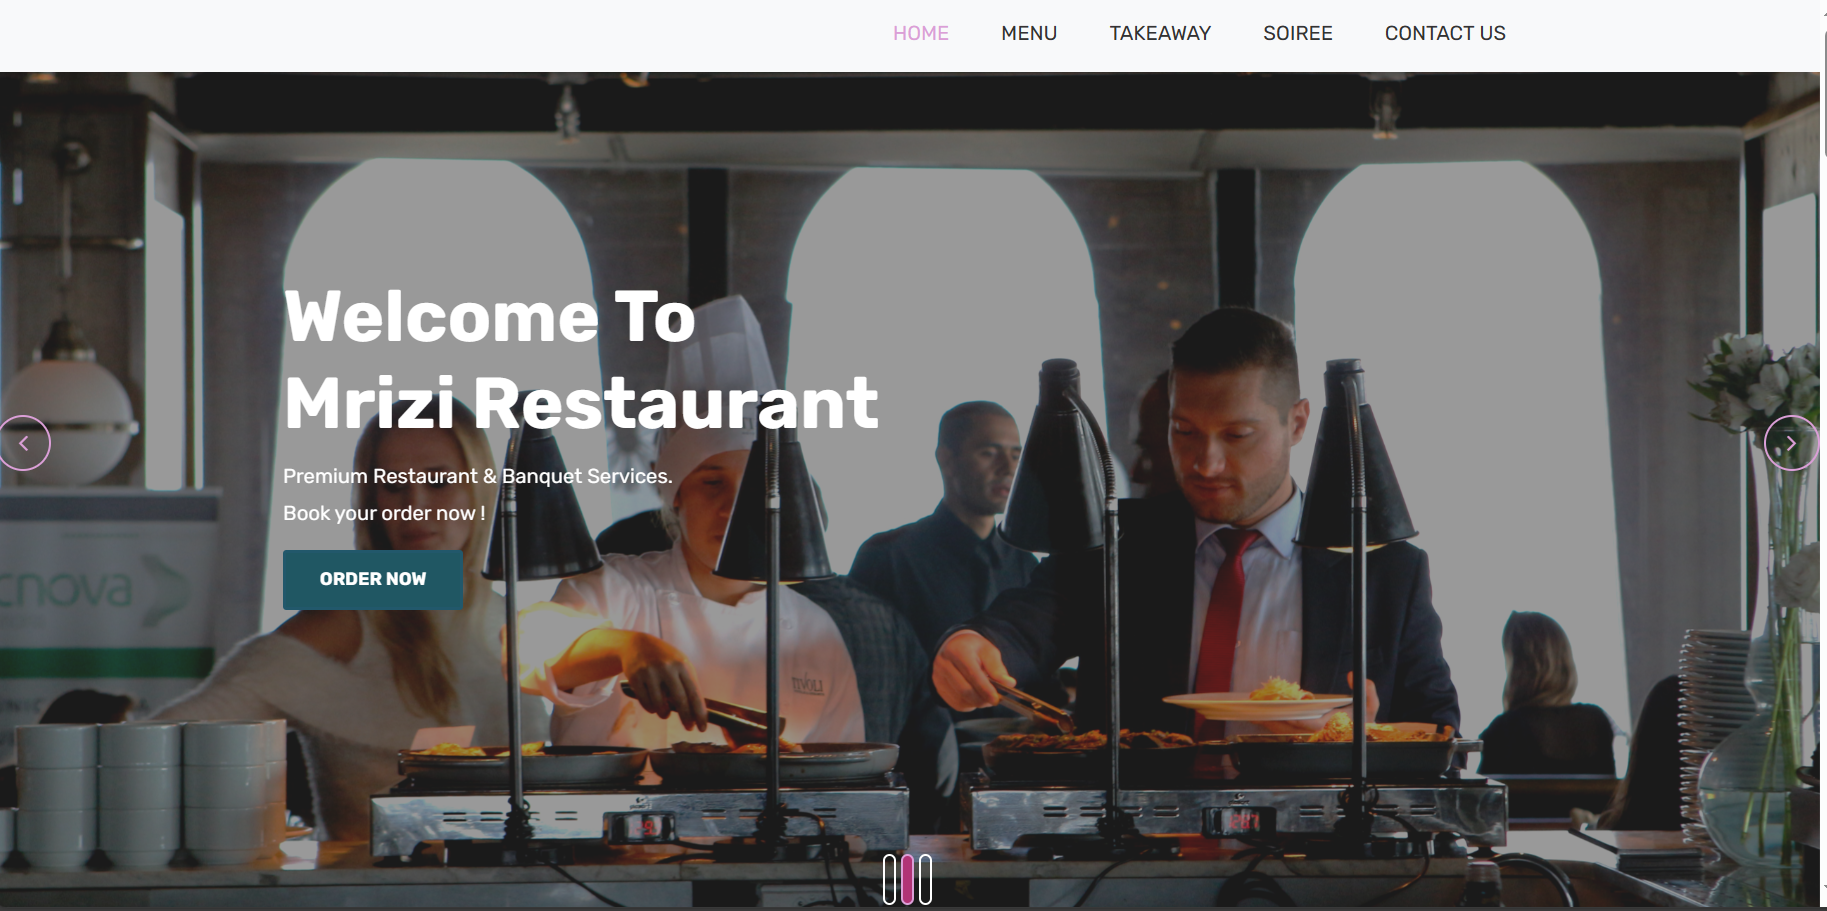 HOME MENU TAKEAWAY SOIREE CONTACT US
Welcome To
Mrizi Restaurant
Premium Restaurant & Banquet Services.
Book your order now !
ORDER NOW
cnova
TIVOLI